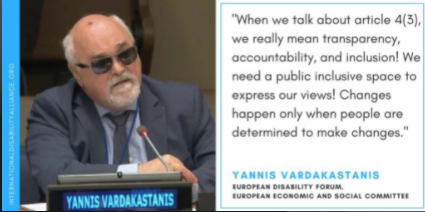 INTERNATIONALDISABILITYALLIANCE.ORG
YANNIS VARDAKASTANIS
"When we talk about article 4(3),
we really mean transparency,
accountability, and inclusion! We
need a public inclusive space to
express our views! Changes
happen only when people are
determined to make changes."
YANNIS VARDAKASTANIS
EUROPEAN DISABILITY FORUM,
EUROPEAN ECONOMIC AND SOCIAL COMMITTEE